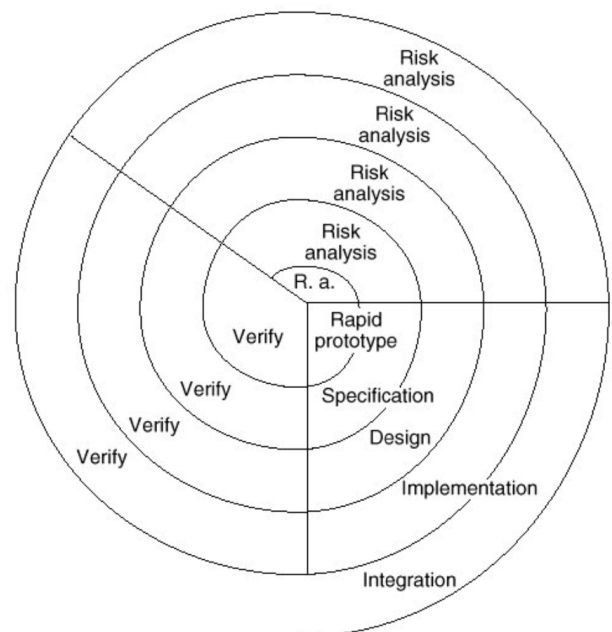 Risk
analysis
Risk
analysis
Risk
analysis
Risk
analysis
R. a.
Rapid
prototype
Verify
Specification
Verify
Design
Verify
Verify
Implementation
Integration